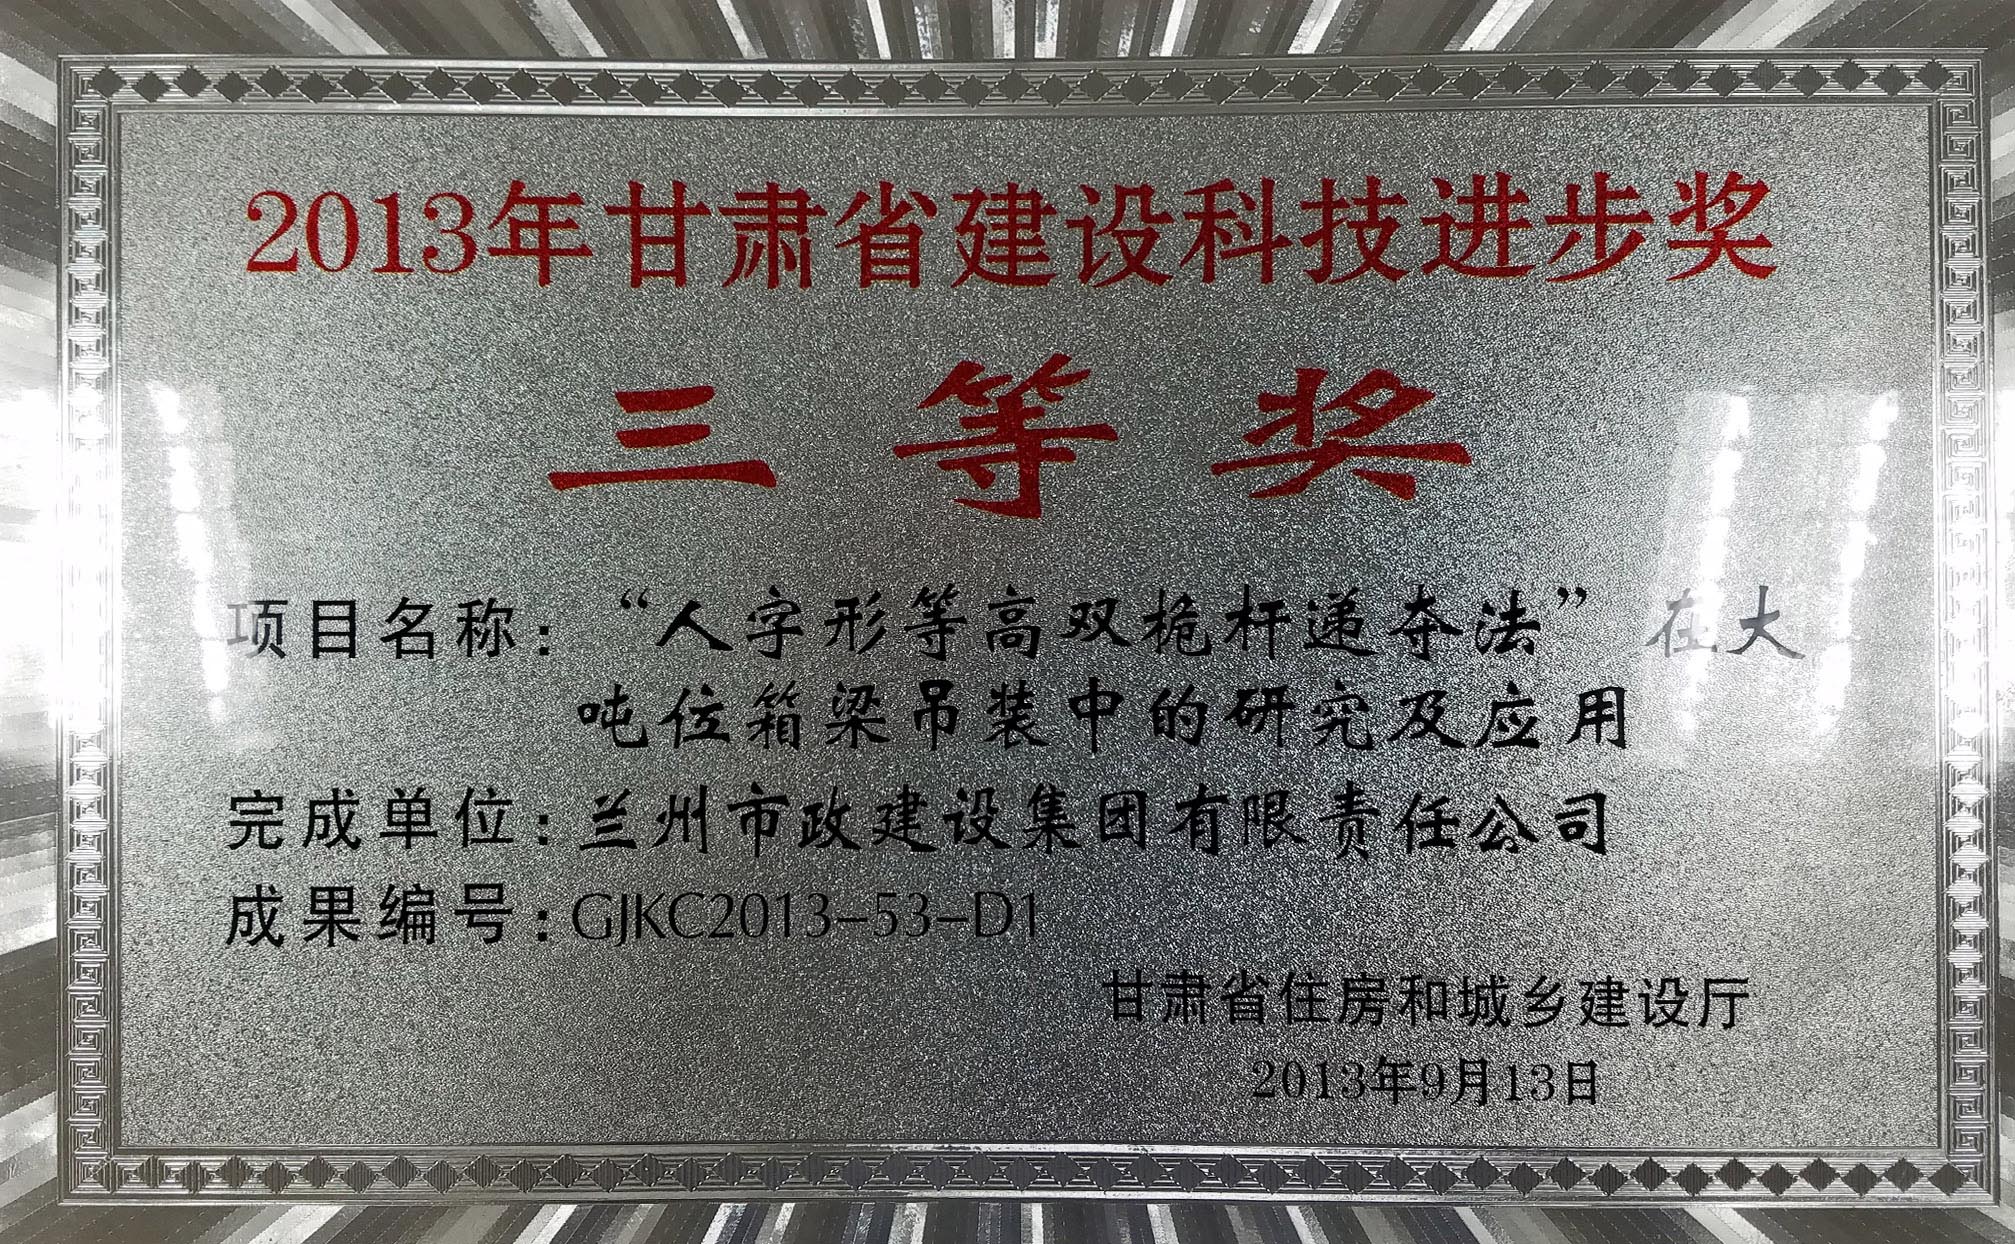 2013年甘肃省建设科技进步奖
三等奖
项目名称：“人字形等高双桅杆递夺法”在大
吨位箱梁吊装中的研究及应用
完成单位：兰州市政建设集团有限责任公司
成果编号：GJKC2013-53-D1
甘肃省住房和城乡建设厅
2013年9月13日